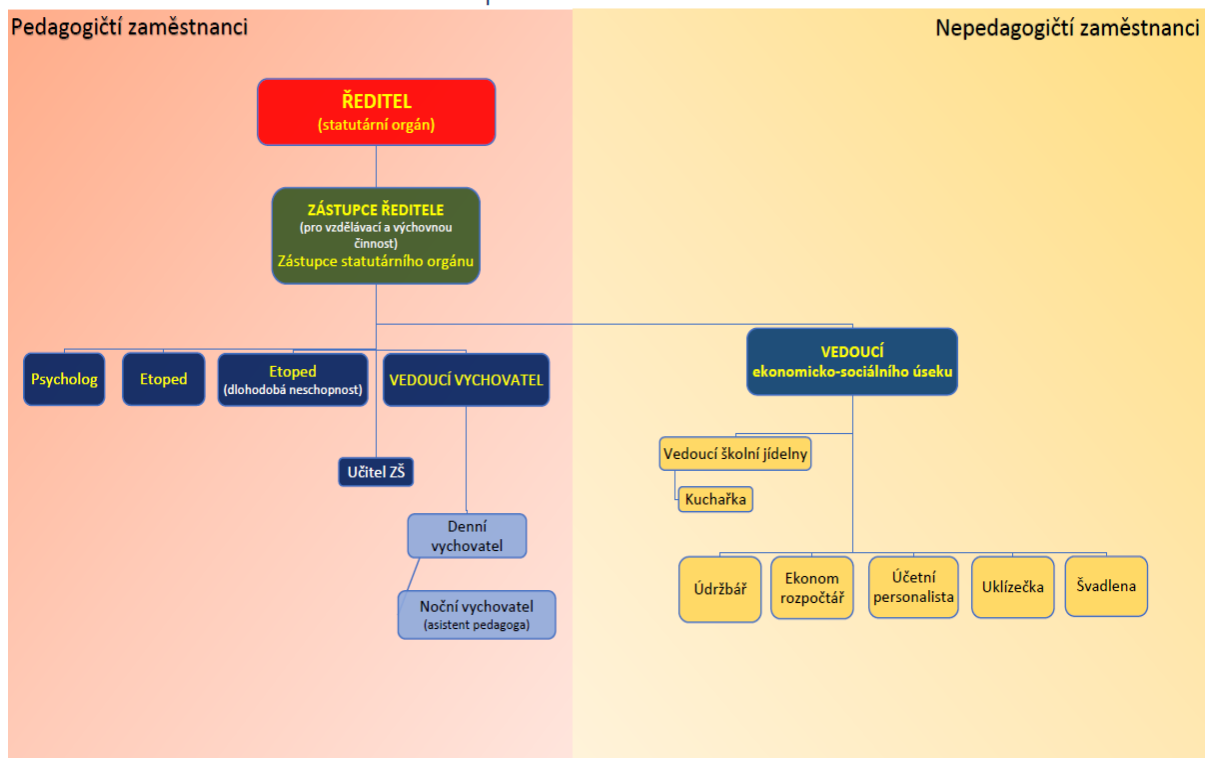 Pedagogičtí zaměstnanci
Nepedagogičtí zaměstnanci
ŘEDITEL
(statutární orgán)
ZÁSTUPCE ŘEDITELE
(pro vzdělávací a výchovnou
činnost)
Zástupce statutárního orgánu
Psycholog
Etoped
Etoped
(dlohodobá neschopnost)
VEDOUCÍ VYCHOVATEL
VEDOUCÍ
ekonomicko-sociálního úseku
Učitel ZŠ
Vedoucí školní jídelny
Kuchařka
Denní
vychovatel
Noční vychovatel
(asistent pedagoga)
Údržbář
Ekonom
rozpočtář
Účetní
personalista
Uklízečka
Švadlena